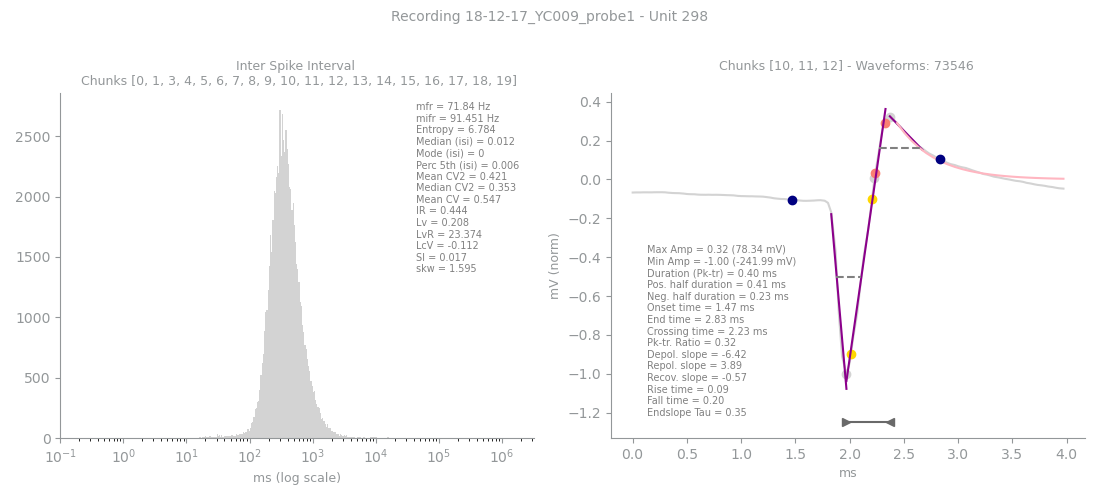 Recording 18-12-17_YC009_probe1 - Unit 298
Inter Spike Interval
Chunks [0, 1, 3, 4, 5, 6, 7, 8, 9, 10, 11, 12, 13, 14, 15, 16, 17, 18, 19]
mfr = 71.84 Hz
mifr = 91.451 Hz
Entropy = 6.784
Median (isi) = 0.012
Mode (isi) = 0
Perc 5th (isi) = 0.006
Mean CV2 = 0.421
Median CV2 = 0.353
Mean CV = 0.547
IR = 0.444
Lv = 0.208
LvR = 23.374
LcV = -0.112
SI = 0.017
skw = 1.595
2500
2000
1500
1000
500
0
10⁻¹ 10⁰ 10¹ 10² 10³ 10⁴ 10⁵ 10⁶
ms (log scale)
Chunks [10, 11, 12] - Waveforms: 73546
mV (norm)
0.4
0.2
0.0
−0.2
−0.4
−0.6
−0.8
−1.0
−1.2
Max Amp = 0.32 (78.34 mV)
Min Amp = -1.00 (-241.99 mV)
Duration (Pk-tr) = 0.40 ms
Pos. half duration = 0.41 ms
Neg. half duration = 0.23 ms
Onset time = 1.47 ms
End time = 2.83 ms
Crossing time = 2.23 ms
Pk-tr. Ratio = 0.32
Depol. slope = -6.42
Repol. slope = 3.89
Recov. slope = -0.57
Rise time = 0.09
Fall time = 0.20
Endslope Tau = 0.35
0.0 0.5 1.0 1.5 2.0 2.5 3.0 3.5 4.0
ms